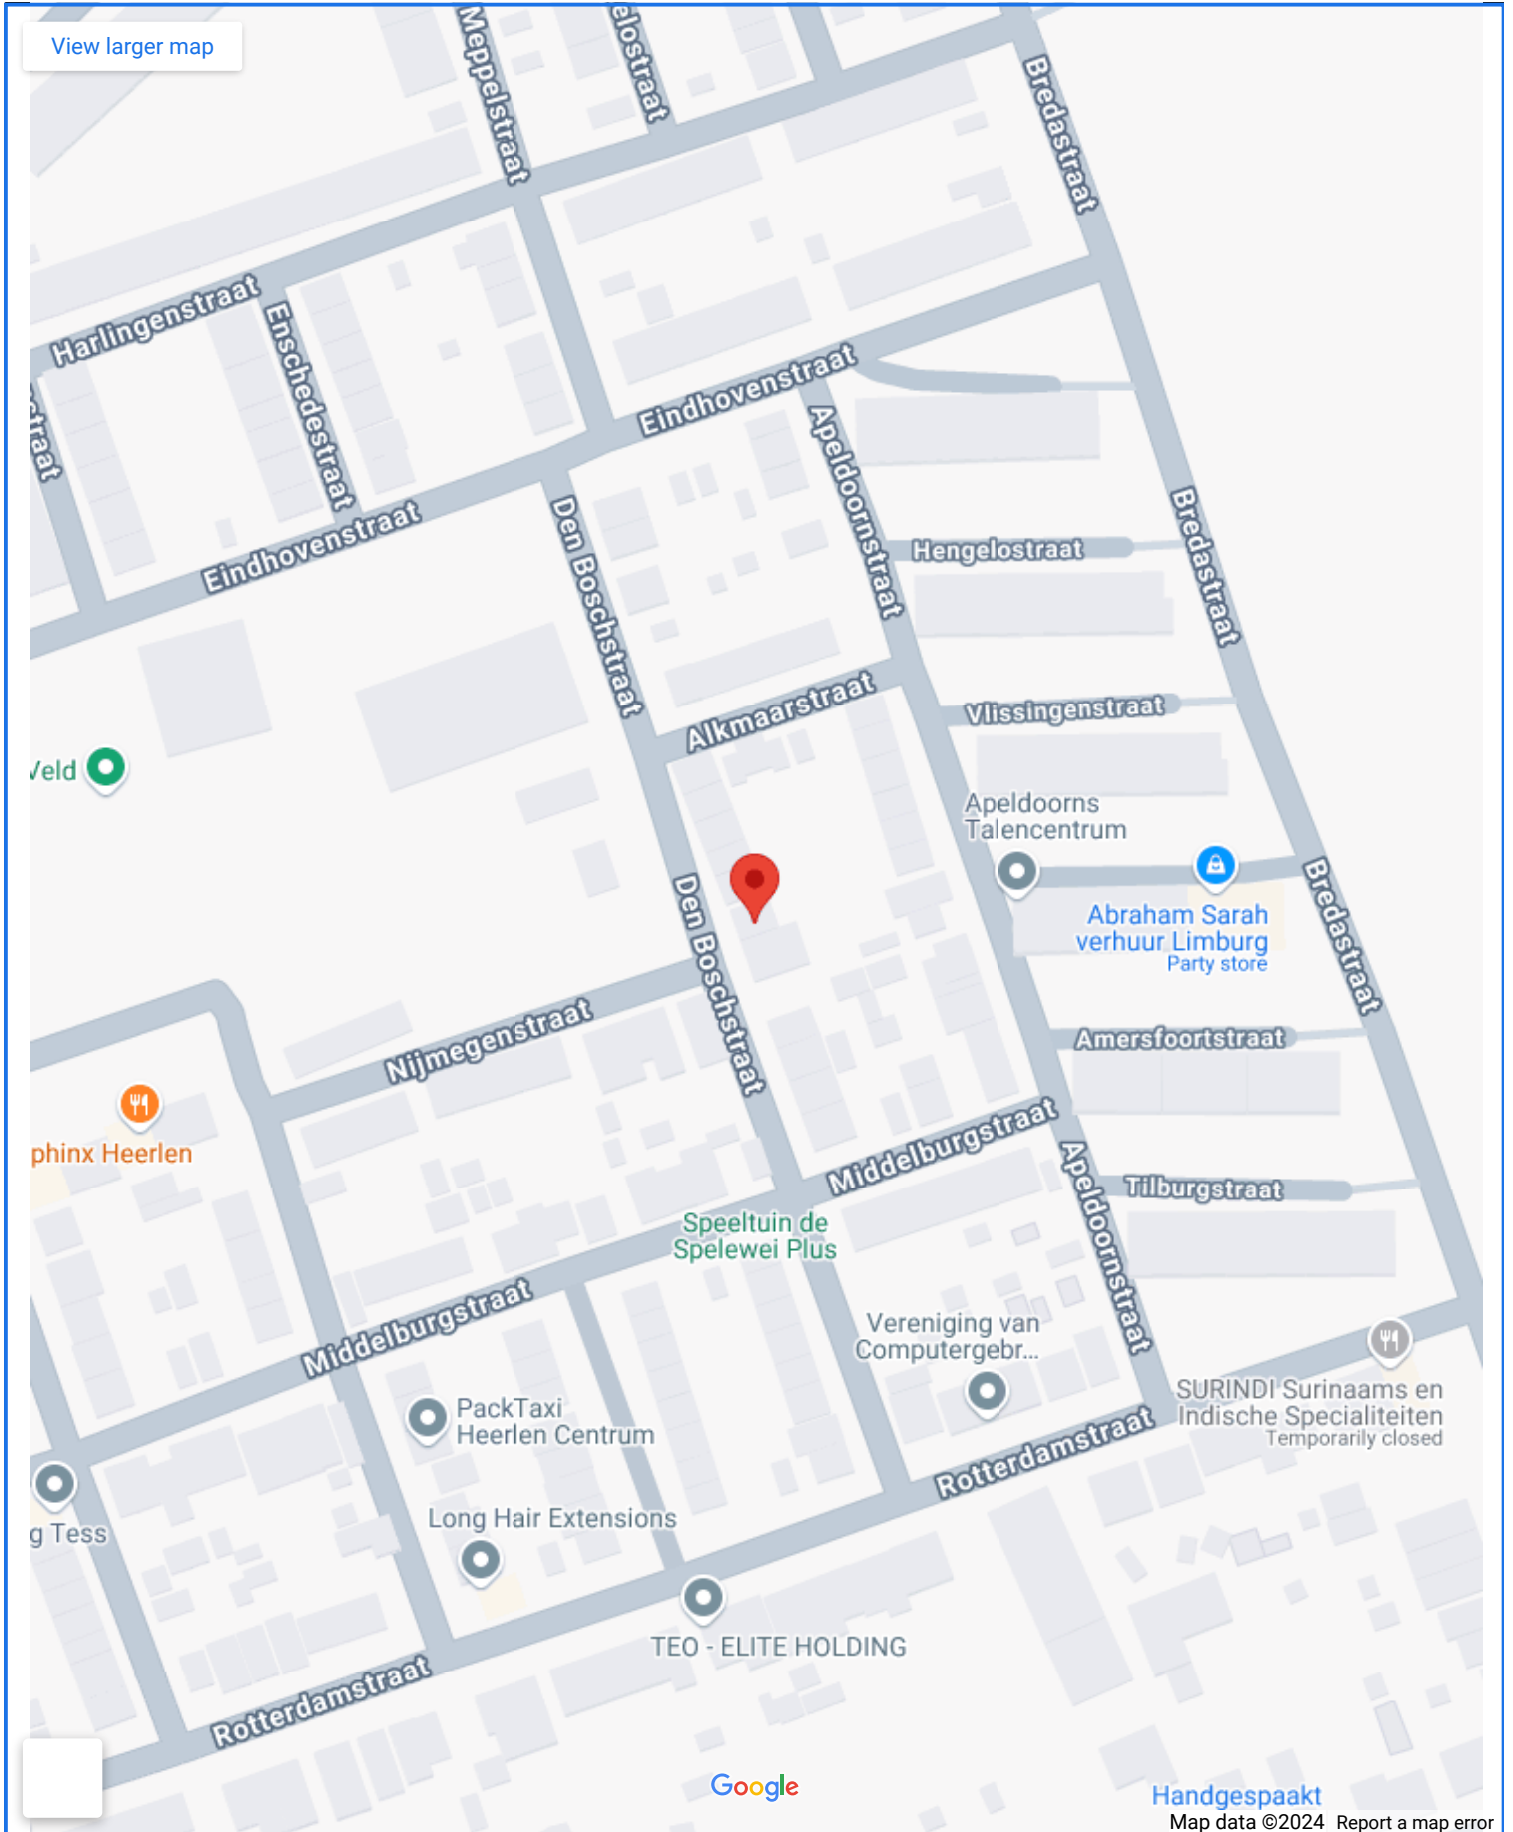 View larger map
Meppelstraat
elostraat
Bredastraat
Harlingenstraat
Enschedestraat
straat
Eindhovenstraat
Apeldoornstraat
Eindhovenstraat
Den Boschstraat
Hengelostraat
Bredastraat
Alkmaarstraat
Vlissingenstraat
Veld
Apeldoorns
Talencentrum
Abraham Sarah
verhuur Limburg
Party store
Bredastraat
Den Boschstraat
Nijmegenstraat
Amersfoortstraat
phinx Heerlen
Middelburgstraat
Tilburgstraat
Apeldoornstraat
Speeltuin de
Spelewei Plus
Middelburgstraat
Vereniging van
Computergebr...
PackTaxi
Heerlen Centrum
SURINDI Surinaams en
Indische Specialiteiten
Temporarily closed
Rotterdamstraat
g Tess
Long Hair Extensions
TEO - ELITE HOLDING
Rotterdamstraat
Google
Handgespaakt
Map data ©2024 Report a map error